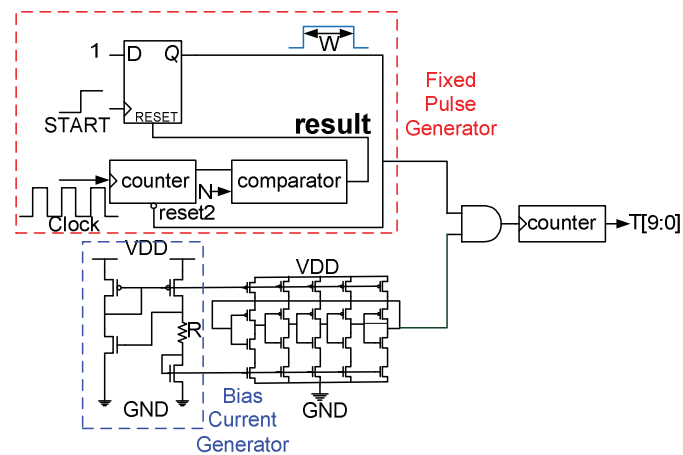 1
D
Q
W
START
RESET
result
Fixed
Pulse
Generator
counter
N
comparator
reset2
Clock
counter
T[9:0]
VDD
VDD
R
GND
GND
Bias
Current
Generator